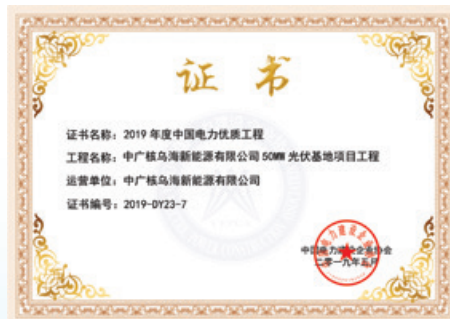 证书
证书名称：2019 年度中国电力优质工程
工程名称：中广核乌海新能源有限公司50MW 光伏基地项目工程
运营单位：中广核乌海新能源有限公司
证书编号：2019-DY23-7
中国电力建设企业协会
二零一九年五月